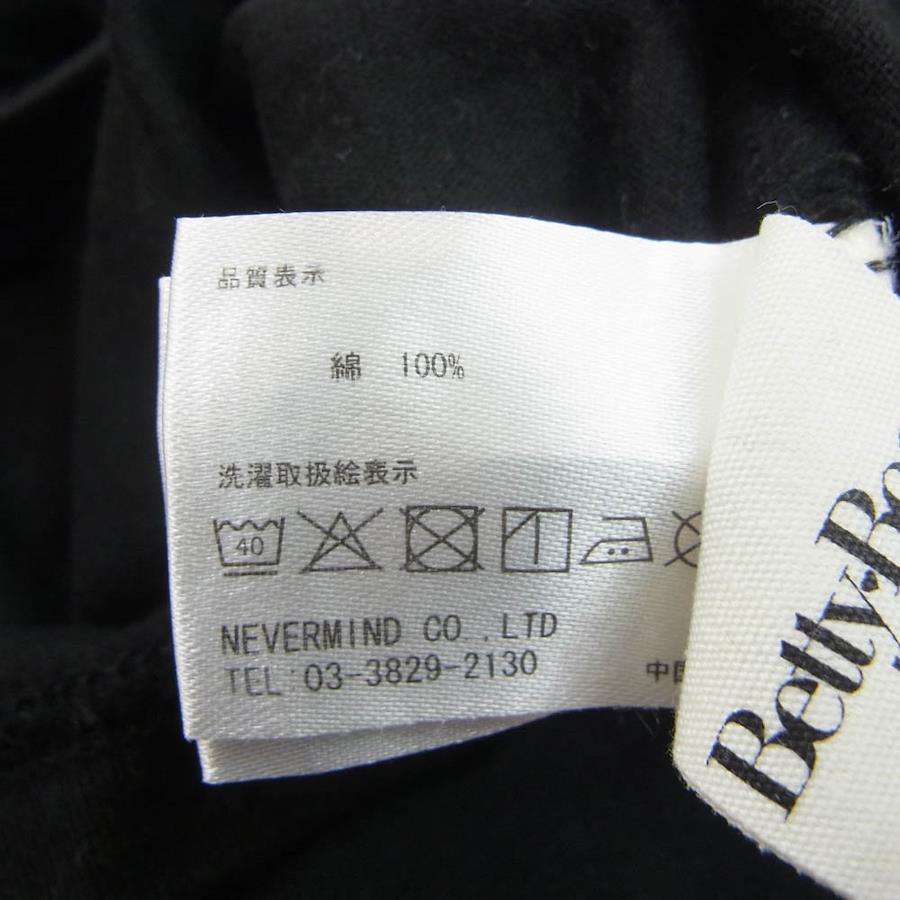 品質表示
綿 100%
洗濯取扱絵表示
40
NEVERMIND CO.,LTD
TEL:03-3829-2130
中国
Betty Bo